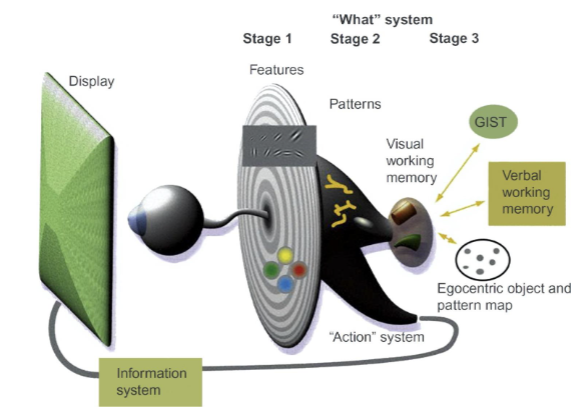 “What” system
Stage 1
Stage 2
Stage 3
Features
Display
Patterns
GIST
Visual
working
memory
Verbal
working
memory
Egocentric object and
pattern map
“Action” system
Information
system